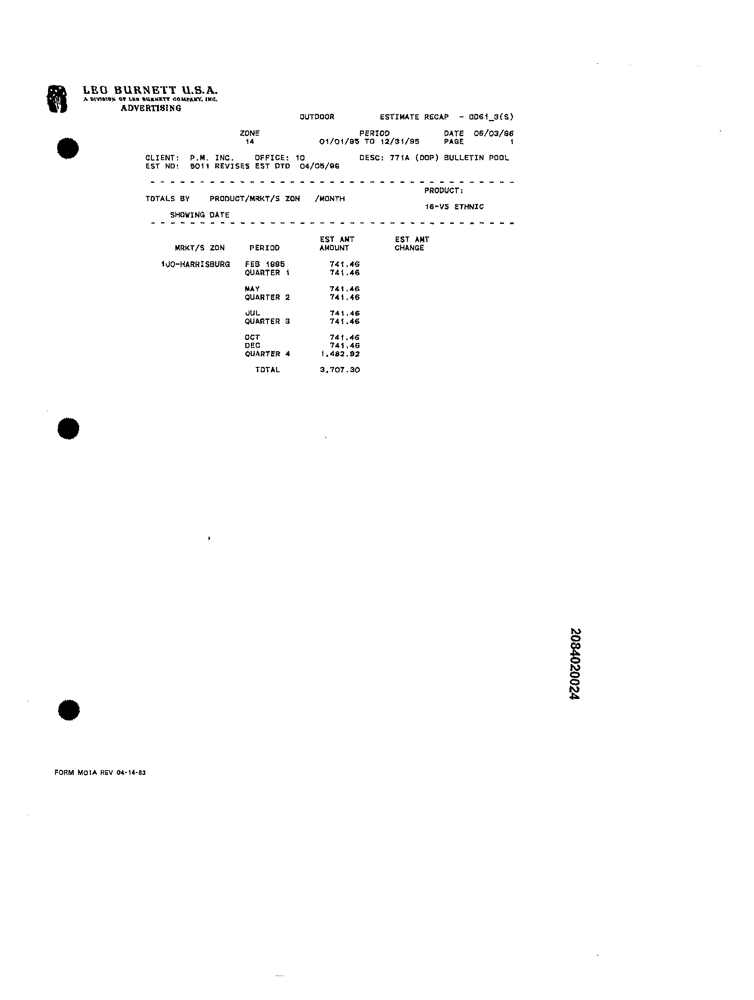 LEO BURNETT U.S.A.
A DIVISION OF LEO BURNETT COMPANY, INC.
ADVERTISING
OUTDOOR ESTIMATE RECAP - OD61_3(S)
ZONE PERIOD DATE 06/03/96
14 01/01/95 TO 12/31/95 PAGE 1
CLIENT: P.M. INC. OFFICE: 10 DESC: 771A (OOP) BULLETIN POOL
EST NO: 5011 REVISES EST DTD 04/05/96
PRODUCT:
TOTALS BY PRODUCT/MRKT/S ZON /MONTH
16-VS ETHNIC
SHOWING DATE
EST AMT EST AMT
MRKT/S ZON PERIOD AMOUNT CHANGE
1JO-HARRISBURG FEB 1995 741.46
QUARTER 1 741.46
MAY 741.46
QUARTER 2 741.46
JUL 741.46
QUARTER 3 741.46
OCT 741.46
DEC 741.46
QUARTER 4 1,482.92
TOTAL 3,707.30
2084020024
FORM M01A REV 04-14-83